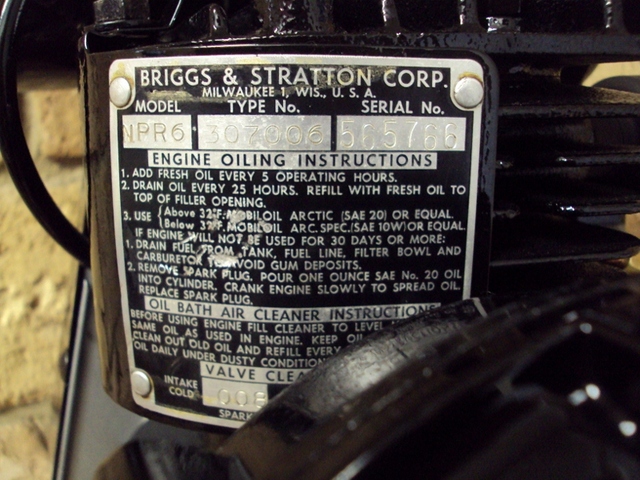 BRIGGS & STRATTON CORP.
MILWAUKEE 1, WIS., U. S. A.
MODEL TYPE No. SERIAL No.
NPR6 307006 565766
ENGINE OILING INSTRUCTIONS
1. ADD FRESH OIL EVERY 5 OPERATING HOURS.
2. DRAIN OIL EVERY 25 HOURS. REFILL WITH FRESH OIL TO
TOP OF FILLER OPENING.
3. USE Above 32°F. MOBILOIL ARCTIC (SAE 20) OR EQUAL.
Below 32°F. MOBILOIL ARC. SPEC. (SAE 10W) OR EQUAL.
IF ENGINE WILL NOT BE USED FOR 30 DAYS OR MORE:
1. DRAIN FUEL FROM TANK, FUEL LINE, FILTER BOWL AND
CARBURETOR TO AVOID GUM DEPOSITS.
2. REMOVE SPARK PLUG. POUR ONE OUNCE SAE No. 20 OIL
INTO CYLINDER. CRANK ENGINE SLOWLY TO SPREAD OIL.
REPLACE SPARK PLUG.
OIL BATH AIR CLEANER INSTRUCTIONS
BEFORE USING ENGINE FILL CLEANER TO LEVEL
SAME OIL AS USED IN ENGINE. KEEP
CLEAN OUT OLD OIL AND REFILL EVERY
OIL DAILY UNDER DUSTY
VALVE
INTAKE
COLD 008
SPARK